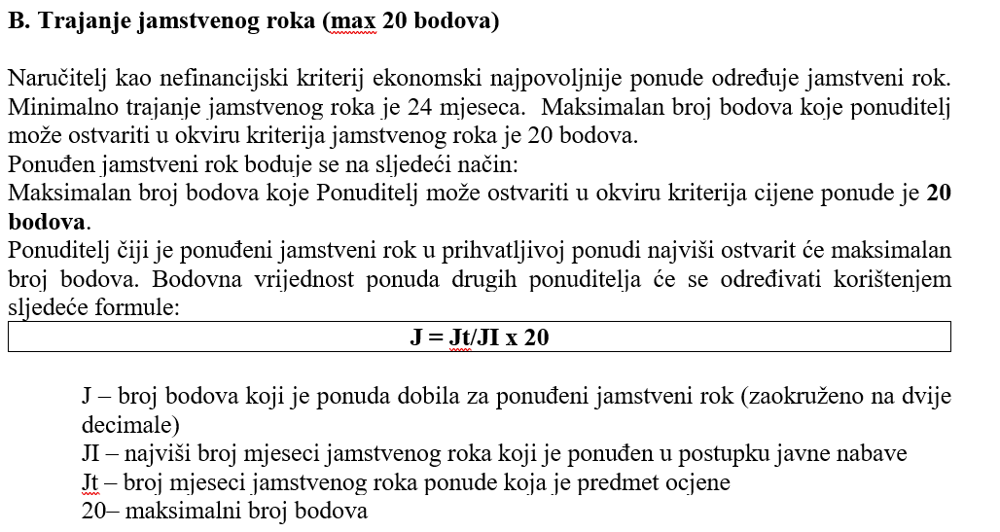 B. Trajanje jamstvenog roka (max 20 bodova)
Naručitelj kao nefinancijski kriterij ekonomski najpovoljnije ponude određuje jamstveni rok.
Minimalno trajanje jamstvenog roka je 24 mjeseca. Maksimalan broj bodova koje ponuditelj
može ostvariti u okviru kriterija jamstvenog roka je 20 bodova.
Ponuđen jamstveni rok boduje se na sljedeći način:
Maksimalan broj bodova koje Ponuditelj može ostvariti u okviru kriterija cijene ponude je 20
bodova.
Ponuditelj čiji je ponuđeni jamstveni rok u prihvatljivoj ponudi najviši ostvarit će maksimalan
broj bodova. Bodovna vrijednost ponuda drugih ponuditelja će se određivati korištenjem
sljedeće formule:
J = Jt/JI x 20
J – broj bodova koji je ponuda dobila za ponuđeni jamstveni rok (zaokruženo na dvije
decimale)
JI – najviši broj mjeseci jamstvenog roka koji je ponuđen u postupku javne nabave
Jt – broj mjeseci jamstvenog roka ponude koja je predmet ocjene
20– maksimalni broj bodova